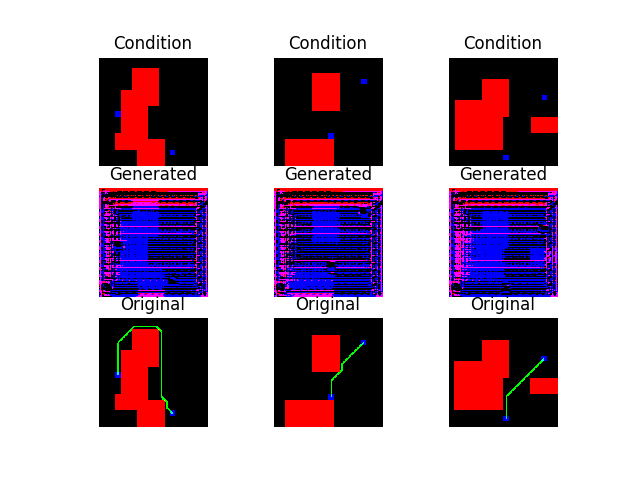 Condition Condition Condition
Generated Generated Generated
Original Original Original